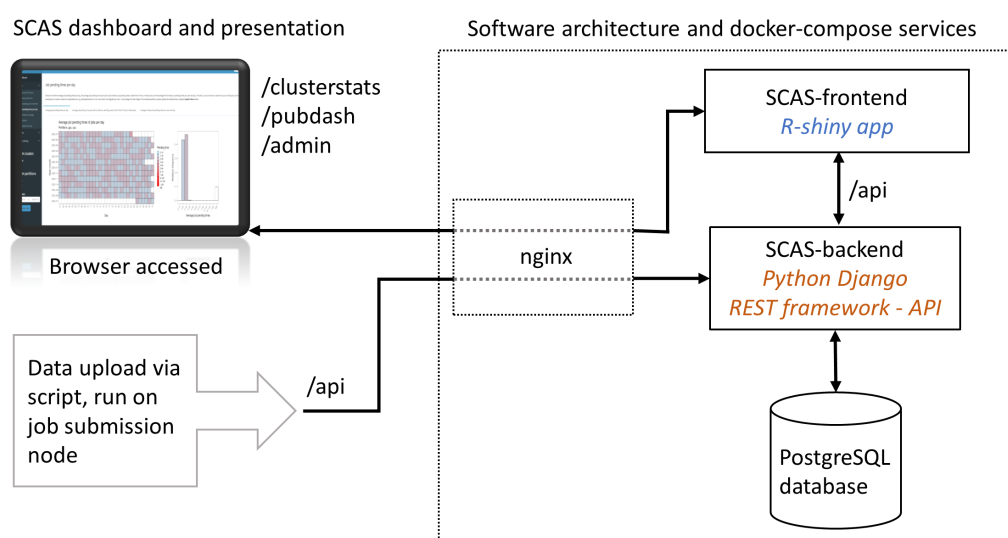 SCAS dashboard and presentation
Software architecture and docker-compose services
/clusterstats
/pubdash
/admin
SCAS-frontend
R-shiny app
/api
nginx
SCAS-backend
Python Django
REST framework - API
Browser accessed
Data upload via
script, run on
job submission
node
/api
PostgreSQL
database